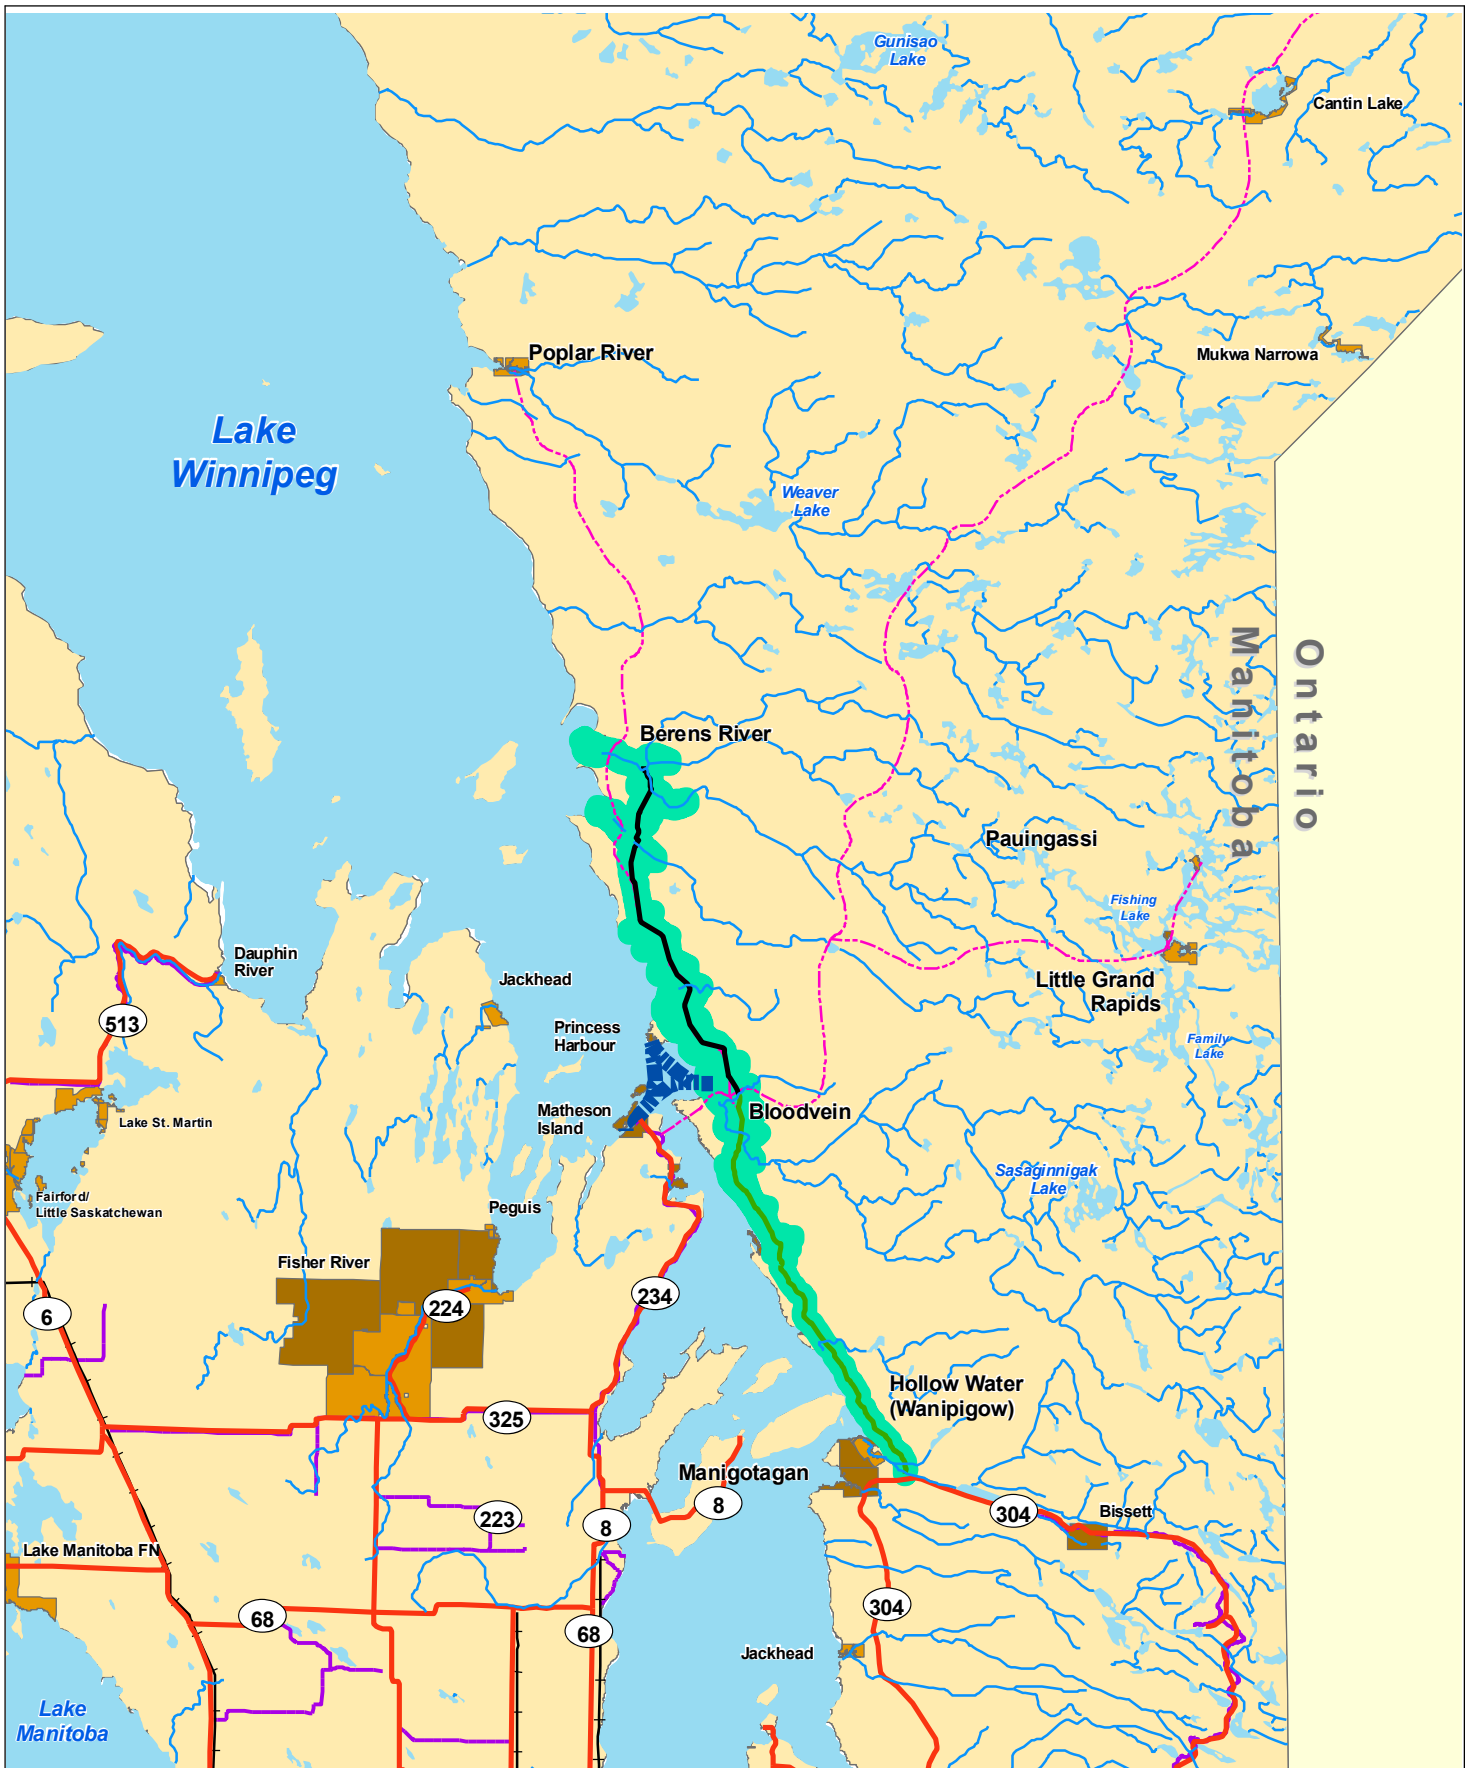 Gunisao
Lake
Cantin Lake
Poplar River
Mukwa Narrowa
Lake
Winnipeg
Weaver
Lake
Manitoba
Ontario
Berens River
Pauingassi
Fishing
Lake
Dauphin
River
Jackhead
Little Grand
Rapids
513
Princess
Harbour
Family
Lake
Matheson
Island
Bloodvein
Lake St. Martin
Sasaginnigak
Lake
Fairford/
Little Saskatchewan
Peguis
Fisher River
6
224
234
Hollow Water
(Wanipigow)
325
Manigotagan
8
223
8
304
Bissett
Lake Manitoba FN
304
68
68
Jackhead
Lake
Manitoba